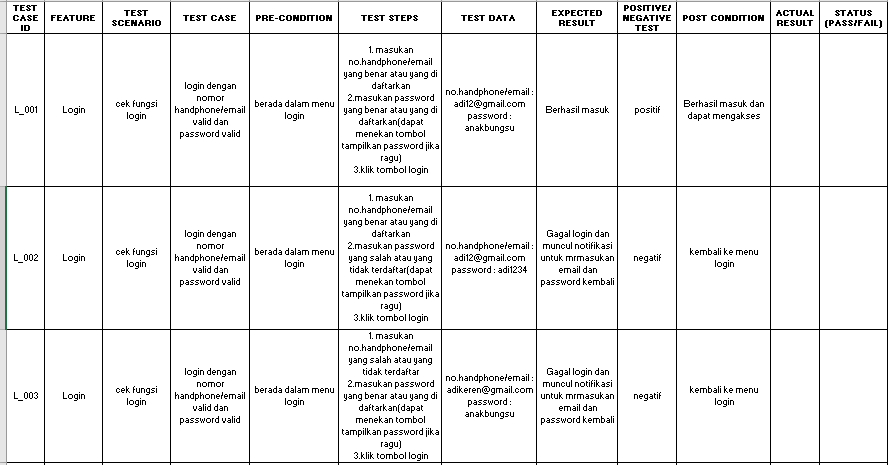 TEST CASE ID
FEATURE
TEST SCENARIO
TEST CASE
PRE-CONDITION
TEST STEPS
TEST DATA
EXPECTED RESULT
POSITIVE/ NEGATIVE TEST
POST CONDITION
ACTUAL RESULT
STATUS (PASS/FAIL)
L_001
Login
cek fungsi
login
login dengan
nomor
handphone/email
valid dan
password valid
berada dalam menu
login
1. masukan
no.handphone/email
yang benar atau yang di
daftarkan
2.masukan password
yang benar atau yang di
daftarkan(dapat
menekan tombol
tampilkan password jika
ragu)
3.klik tombol login
no.handphone/email :
adi12@gmail.com
password :
anakbungsu
Berhasil masuk
positif
Berhasil masuk dan
dapat mengakses
L_002
Login
cek fungsi
login
login dengan
nomor
handphone/email
valid dan
password valid
berada dalam menu
login
1. masukan
no.handphone/email
yang benar atau yang di
daftarkan
2.masukan password
yang salah atau yang
tidak terdaftar(dapat
menekan tombol
tampilkan password jika
ragu)
3.klik tombol login
no.handphone/email :
adi12@gmail.com
password : adi1234
Gagal login dan
muncul notifikasi
untuk mrmasukan
email dan
password kembali
negatif
kembali ke menu
login
L_003
Login
cek fungsi
login
login dengan
nomor
handphone/email
valid dan
password valid
berada dalam menu
login
1. masukan
no.handphone/email
yang salah atau yang
tidak terdaftar
2.masukan password
yang benar atau yang di
daftarkan(dapat
menekan tombol
tampilkan password jika
ragu)
3.klik tombol login
no.handphone/email :
adikeren@gmail.com
password :
anakbungsu
Gagal login dan
muncul notifikasi
untuk mrmasukan
email dan
password kembali
negatif
kembali ke menu
login